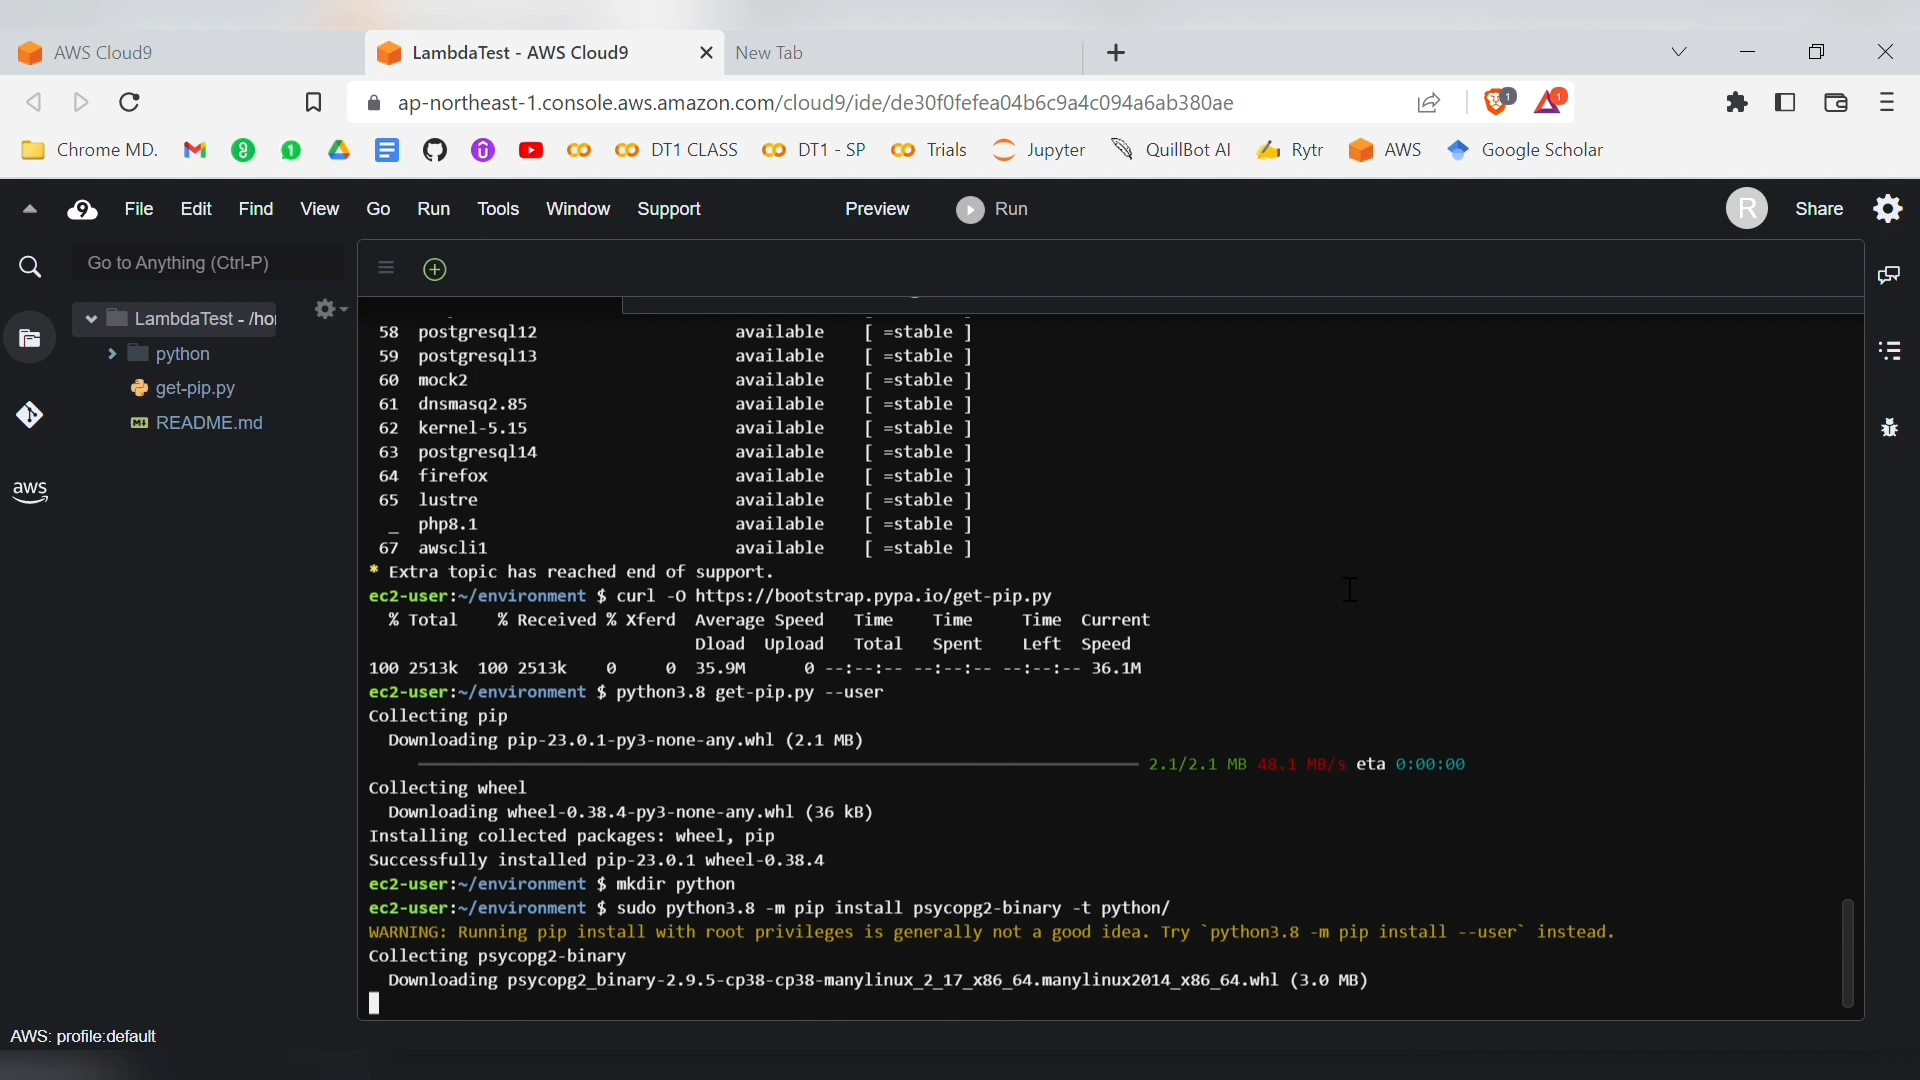 AWS Cloud9
LambdaTest - AWS Cloud9
New Tab
ap-northeast-1.console.aws.amazon.com/cloud9/ide/de30f0fefea04b6c9a4c094a6ab380ae
1
1
Chrome MD.
1
DT1 CLASS
DT1 - SP
Trials
Jupyter
QuillBot AI
Rytr
AWS
Google Scholar
9
File
Edit
Find
View
Go
Run
Tools
Window
Support
Preview
Run
R
Share
Go to Anything (Ctrl-P)
LambdaTest - /hor
python
get-pip.py
README.md
aws
58 postgresql12 available [ =stable ]
59 postgresql13 available [ =stable ]
60 mock2 available [ =stable ]
61 dnsmasq2.85 available [ =stable ]
62 kernel-5.15 available [ =stable ]
63 postgresql14 available [ =stable ]
64 firefox available [ =stable ]
65 lustre available [ =stable ]
_ php8.1 available [ =stable ]
67 awscli1 available [ =stable ]
* Extra topic has reached end of support.
ec2-user:~/environment $ curl -O https://bootstrap.pypa.io/get-pip.py
% Total % Received % Xferd Average Speed Time Time Time Current
Dload Upload Total Spent Left Speed
100 2513k 100 2513k 0 0 35.9M 0 --:--:-- --:--:-- --:--:-- 36.1M
ec2-user:~/environment $ python3.8 get-pip.py --user
Collecting pip
Downloading pip-23.0.1-py3-none-any.whl (2.1 MB)
2.1/2.1 MB 48.1 MB/s eta 0:00:00
Collecting wheel
Downloading wheel-0.38.4-py3-none-any.whl (36 kB)
Installing collected packages: wheel, pip
Successfully installed pip-23.0.1 wheel-0.38.4
ec2-user:~/environment $ mkdir python
ec2-user:~/environment $ sudo python3.8 -m pip install psycopg2-binary -t python/
WARNING: Running pip install with root privileges is generally not a good idea. Try `python3.8 -m pip install --user` instead.
Collecting psycopg2-binary
Downloading psycopg2_binary-2.9.5-cp38-cp38-manylinux_2_17_x86_64.manylinux2014_x86_64.whl (3.0 MB)
AWS: profile:default